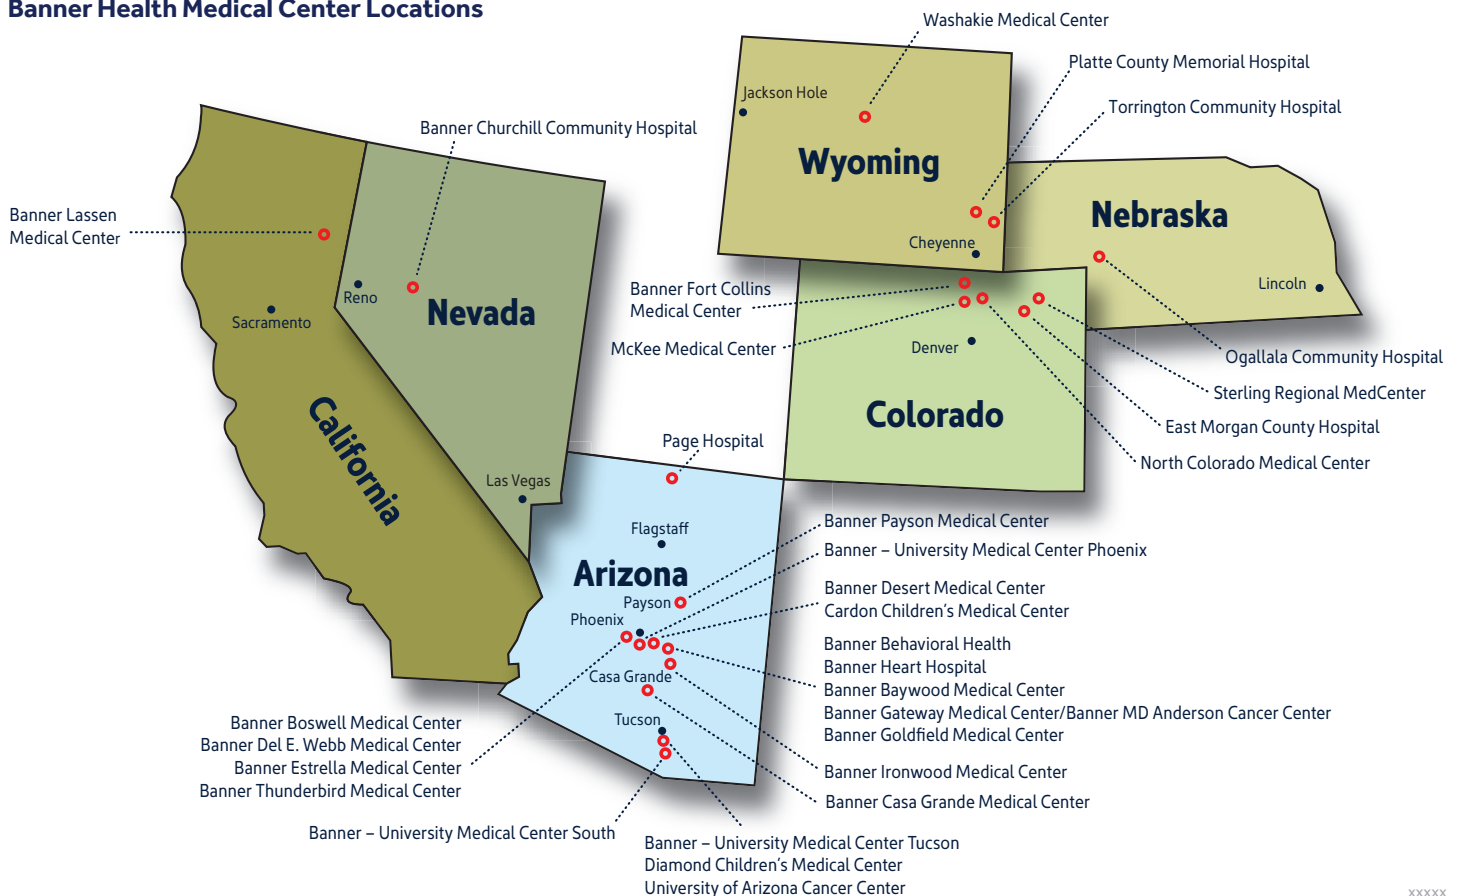 Banner Health Medical Center Locations
Washakie Medical Center
Platte County Memorial Hospital
Jackson Hole
Torrington Community Hospital
Banner Churchill Community Hospital
Wyoming
Banner Lassen
Medical Center
Nebraska
Cheyenne
Reno
Nevada
Sacramento
Banner Fort Collins
Medical Center
Lincoln
McKee Medical Center
Denver
Ogallala Community Hospital
Sterling Regional MedCenter
California
Colorado
East Morgan County Hospital
North Colorado Medical Center
Page Hospital
Las Vegas
Flagstaff
Banner Payson Medical Center
Banner – University Medical Center Phoenix
Arizona
Payson
Phoenix
Banner Desert Medical Center
Cardon Children’s Medical Center
Banner Behavioral Health
Banner Heart Hospital
Banner Baywood Medical Center
Banner Gateway Medical Center/Banner MD Anderson Cancer Center
Banner Goldfield Medical Center
Casa Grande
Tucson
Banner Boswell Medical Center
Banner Del E. Webb Medical Center
Banner Estrella Medical Center
Banner Thunderbird Medical Center
Banner Ironwood Medical Center
Banner Casa Grande Medical Center
Banner – University Medical Center South
Banner – University Medical Center Tucson
Diamond Children’s Medical Center
University of Arizona Cancer Center
xxxxx